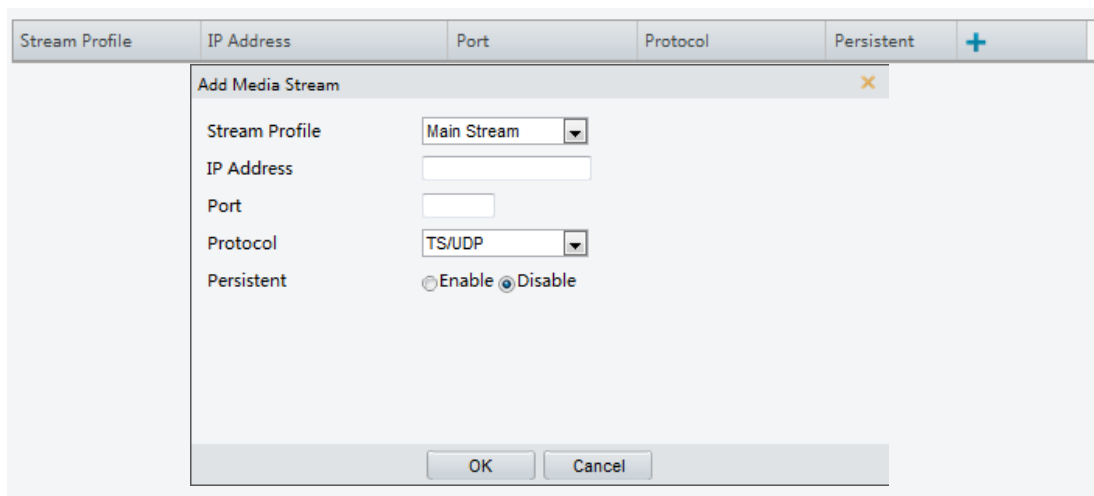 Stream Profile IP Address Port Protocol Persistent
Add Media Stream
Stream Profile Main Stream
IP Address
Port
Protocol TS/UDP
Persistent Enable Disable
OK Cancel